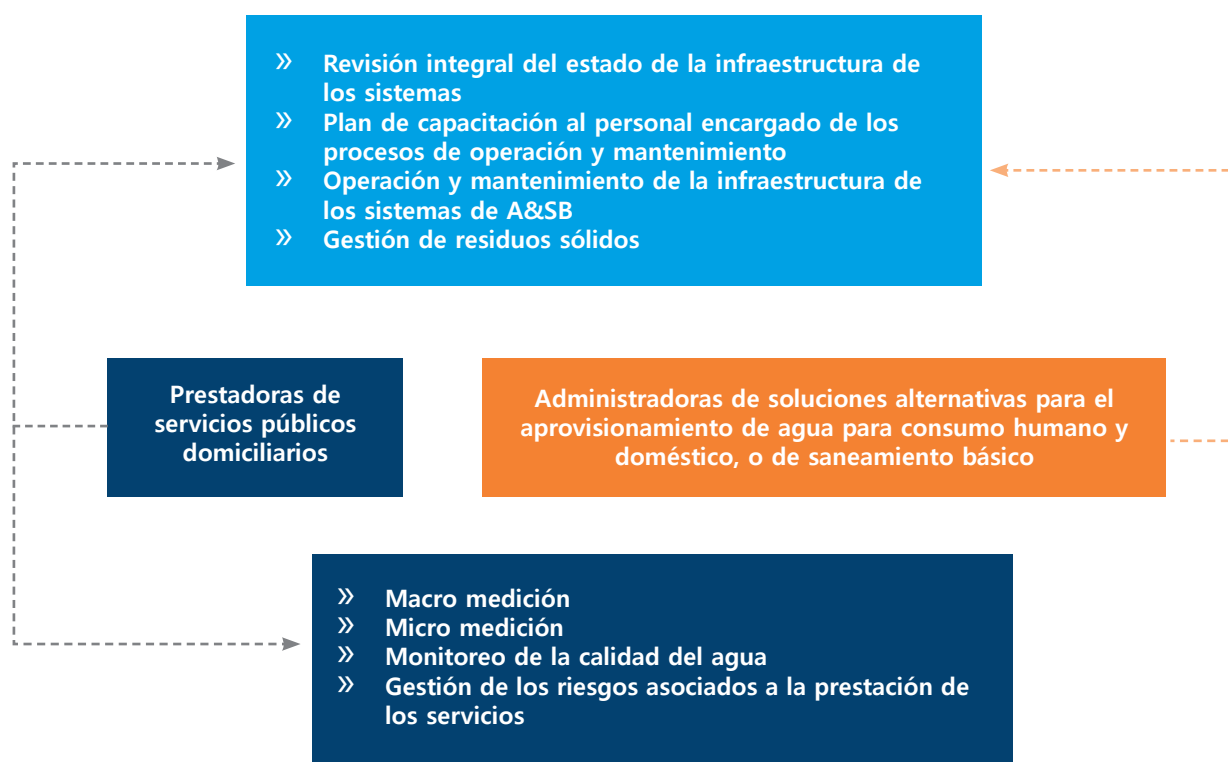 » Revisión integral del estado de la infraestructura de
los sistemas
» Plan de capacitación al personal encargado de los
procesos de operación y mantenimiento
» Operación y mantenimiento de la infraestructura de
los sistemas de A&SB
» Gestión de residuos sólidos
Prestadoras de
servicios públicos
domiciliarios
Administradoras de soluciones alternativas para el
aprovisionamiento de agua para consumo humano y
doméstico, o de saneamiento básico
» Macro medición
» Micro medición
» Monitoreo de la calidad del agua
» Gestión de los riesgos asociados a la prestación de
los servicios